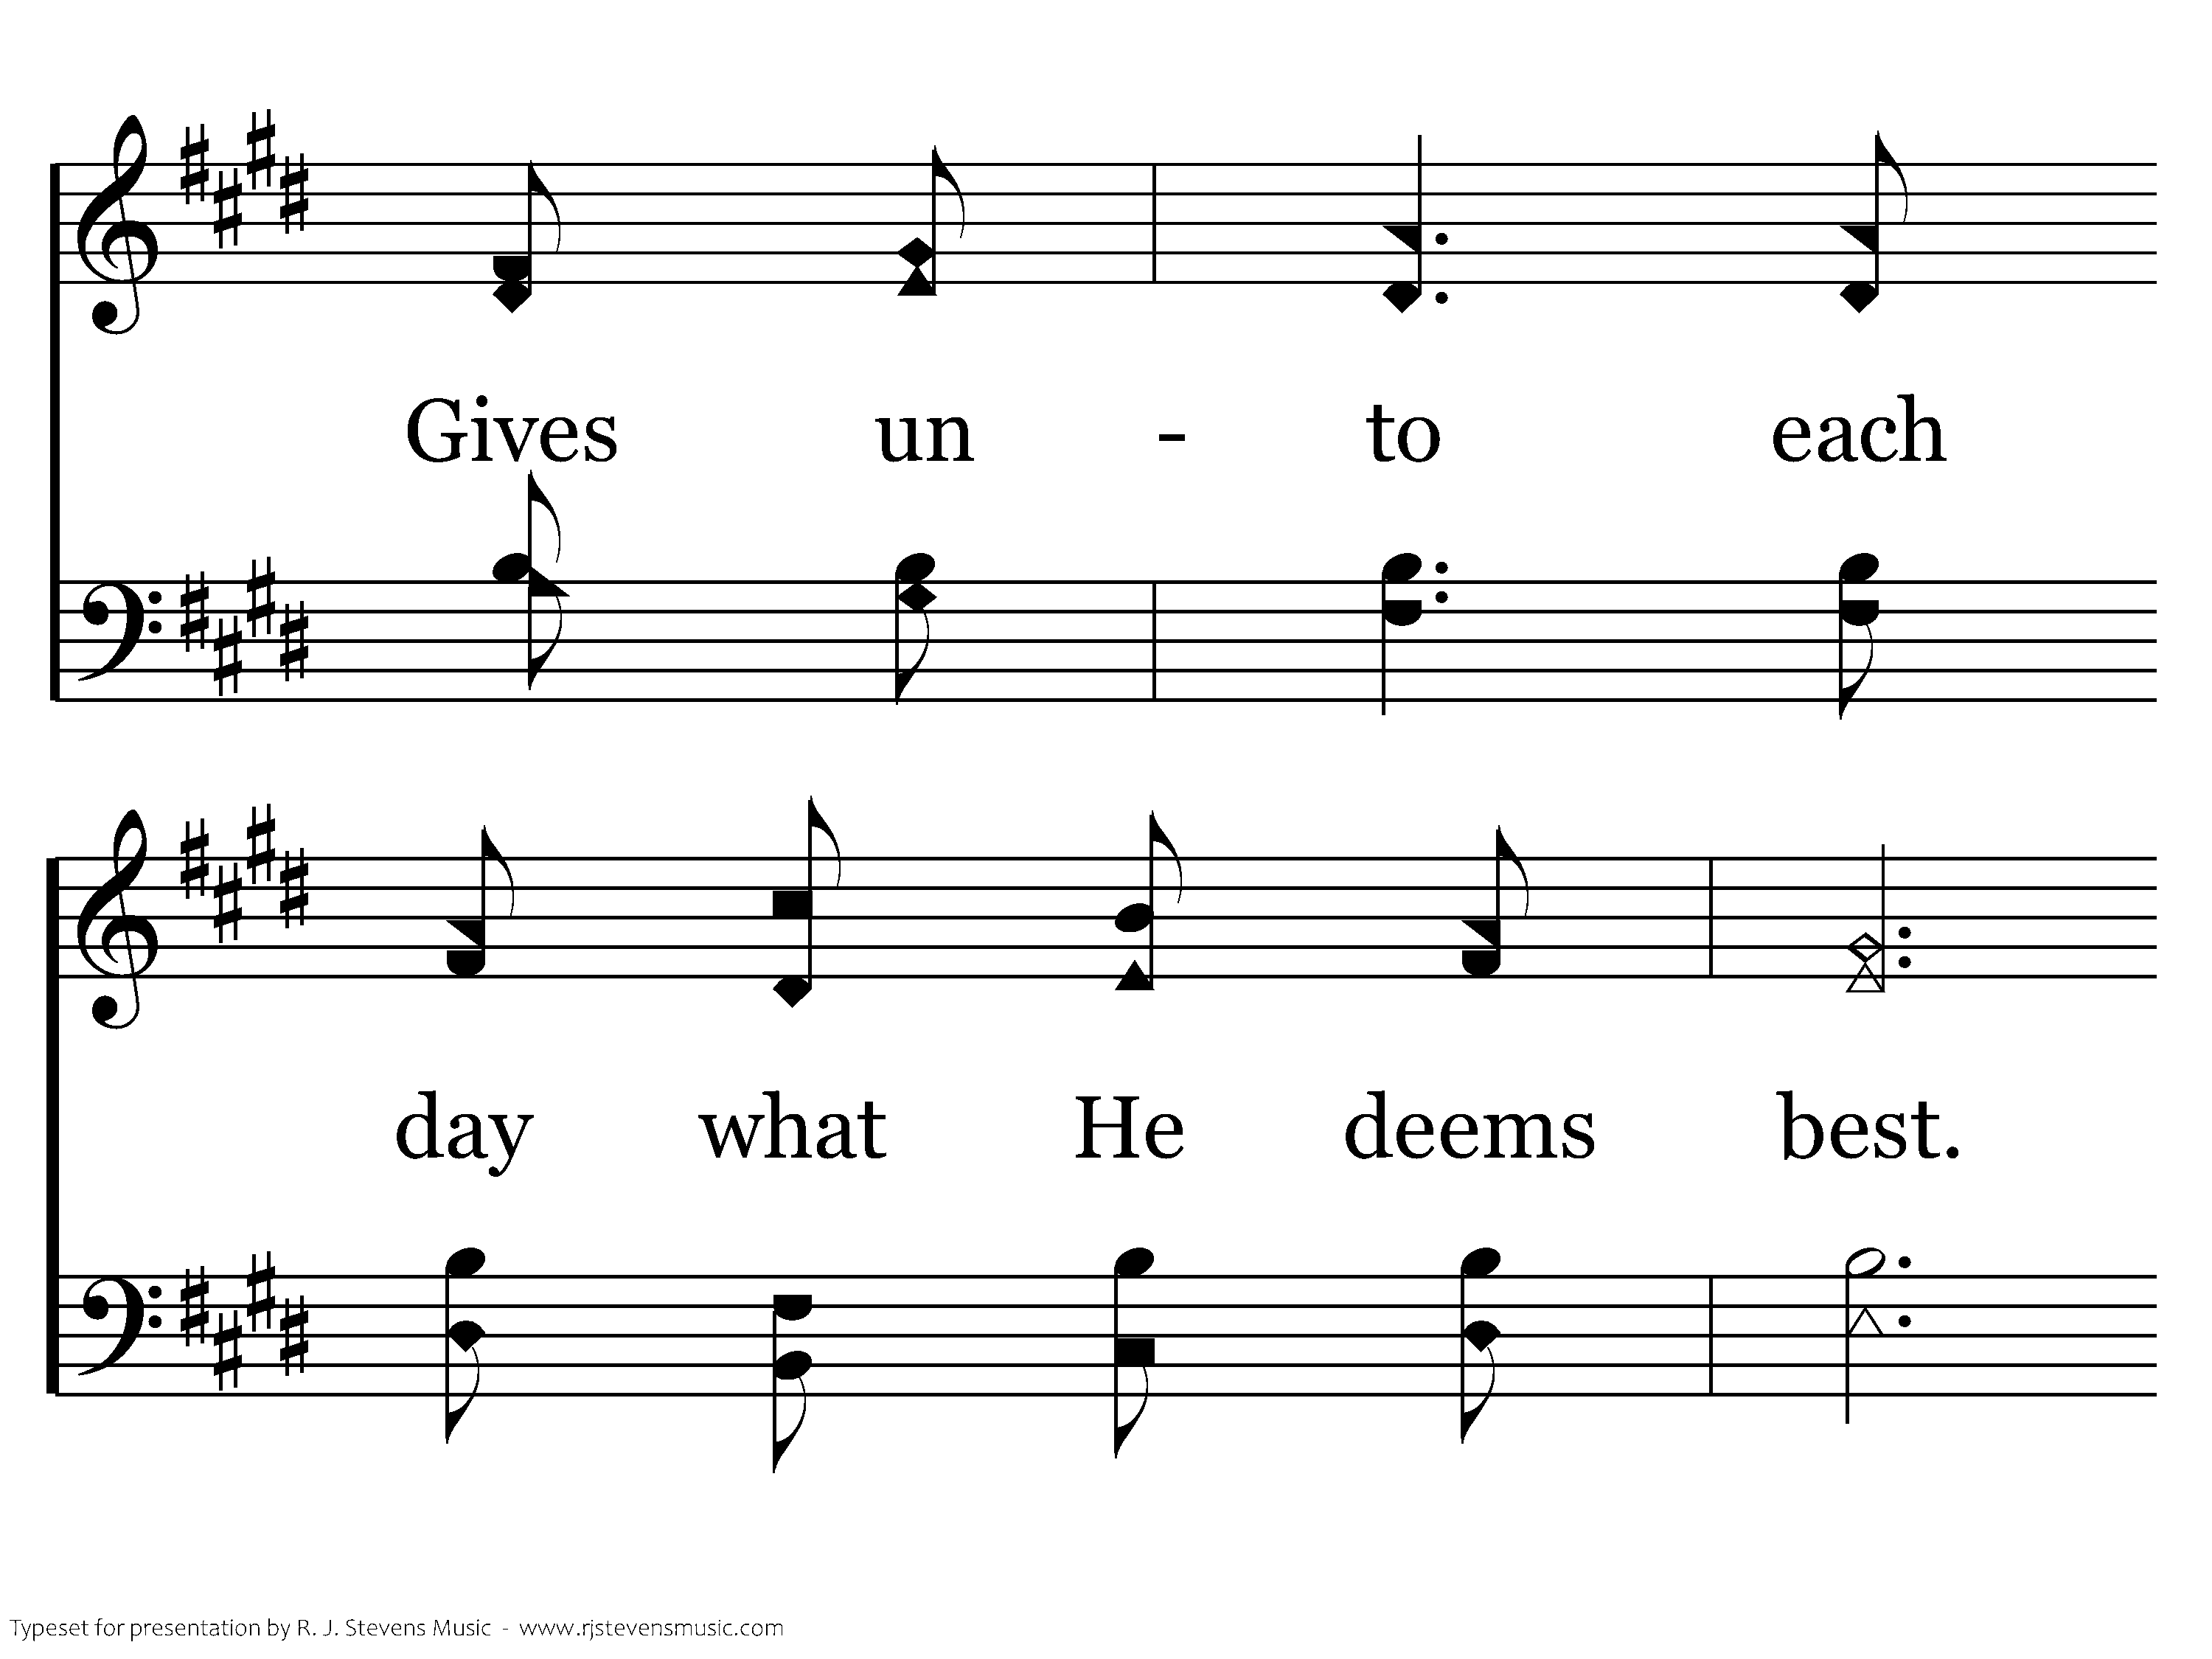 Gives un - to each
day what He deems best.
Typeset for presentation by R. J. Stevens Music - www.rjstevensmusic.com